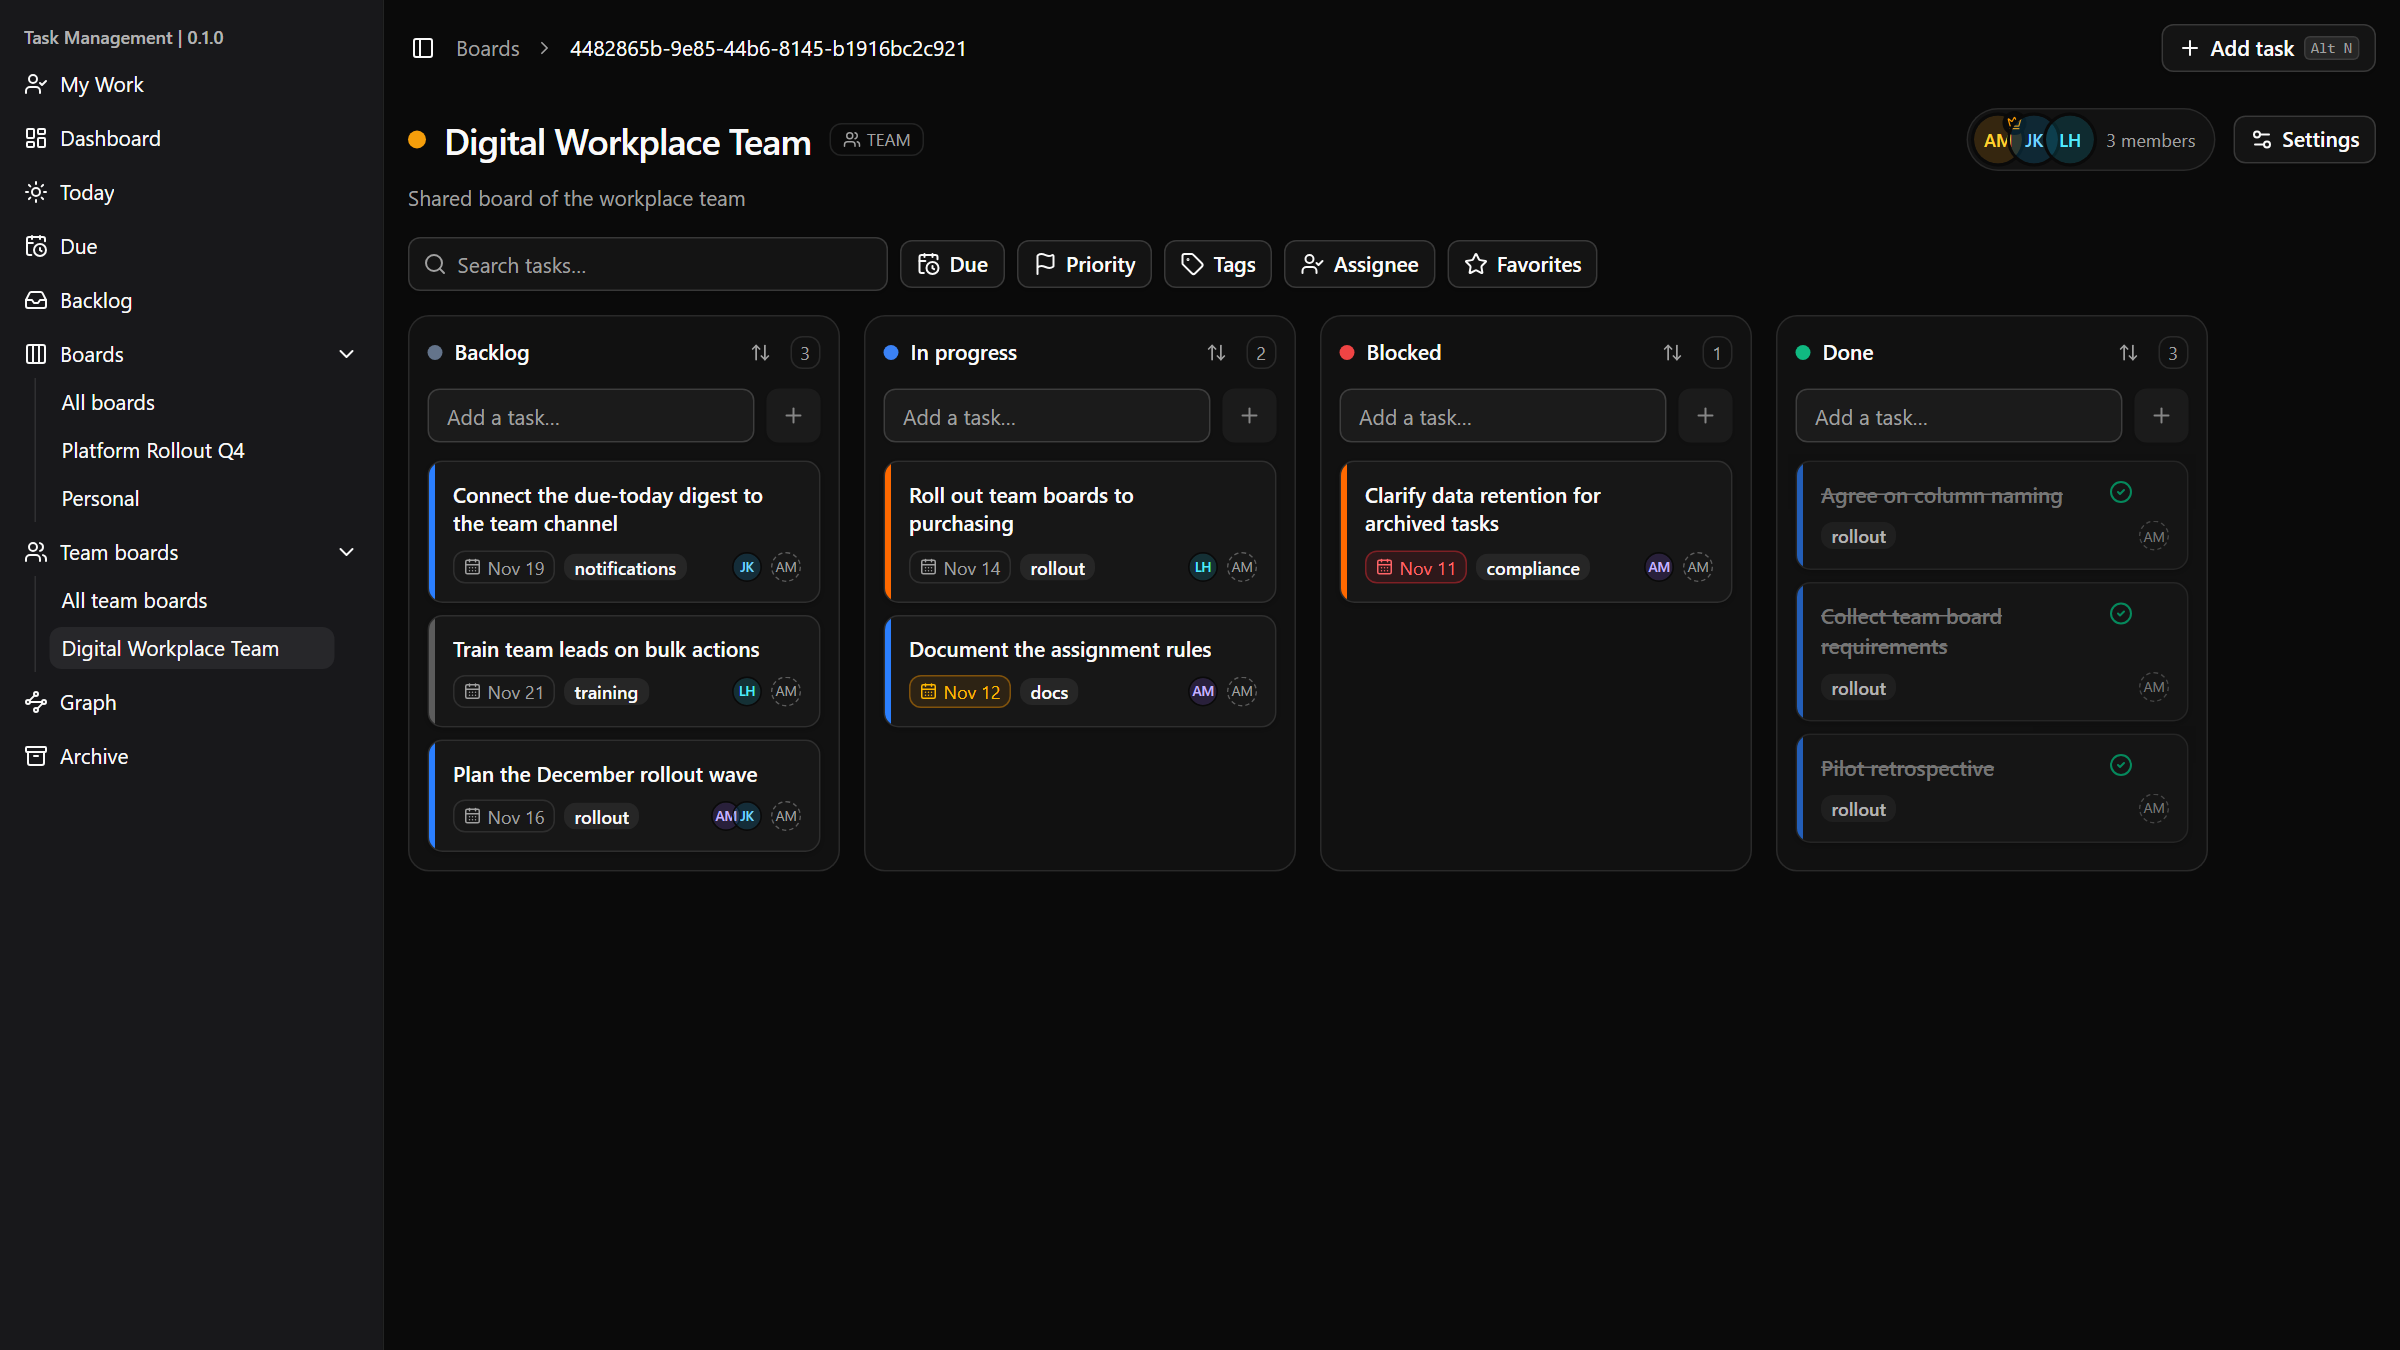 Task Management | 0.1.0
My Work
Dashboard
Today
Due
Backlog
Boards
All boards
Platform Rollout Q4
Personal
Team boards
All team boards
Digital Workplace Team
Graph
Archive
Boards
4482865b-9e85-44b6-8145-b1916bc2c921
Add task Alt N
Digital Workplace Team
TEAM
AM JK LH 3 members
Settings
Shared board of the workplace team
Search tasks...
Due
Priority
Tags
Assignee
Favorites
Backlog 3
Add a task...
Connect the due-today digest to
the team channel
Nov 19 notifications JK AM
Train team leads on bulk actions
Nov 21 training LH AM
Plan the December rollout wave
Nov 16 rollout AM JK AM
In progress 2
Add a task...
Roll out team boards to
purchasing
Nov 14 rollout LH AM
Document the assignment rules
Nov 12 docs AM AM
Blocked 1
Add a task...
Clarify data retention for
archived tasks
Nov 11 compliance AM AM
Done 3
Add a task...
Agree on column naming
rollout AM
Collect team board
requirements
rollout AM
Pilot retrospective
rollout AM